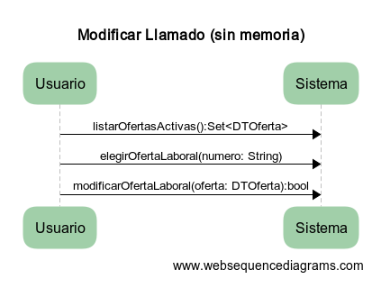 Modificar Llamado (sin memoria)
Usuario
Sistema
listarOfertasActivas():Set<DTOferta>
elegirOfertaLaboral(numero: String)
modificarOfertaLaboral(oferta: DTOferta):bool
Usuario
Sistema
www.websequencediagrams.com